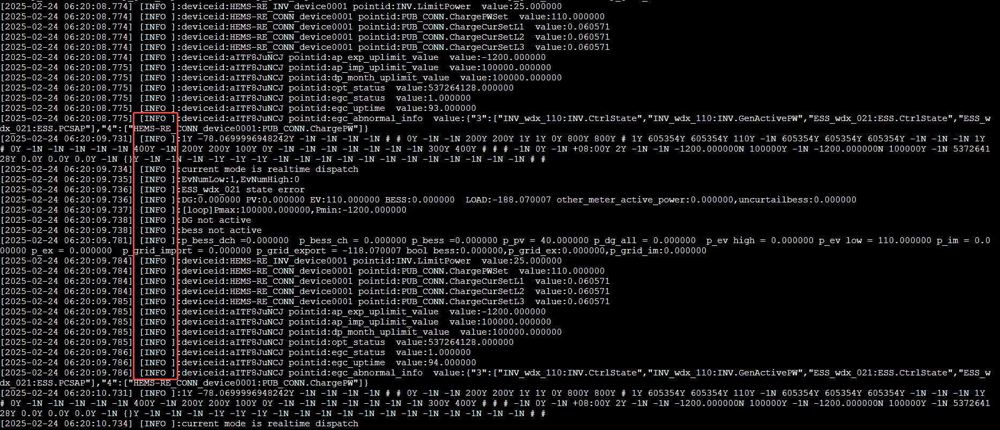 [2025-02-24 06:20:08.774] [INFO ]:deviceid:HEMS-RE_INV_device0001 pointid:INV.LimitPower  value:25.000000
[2025-02-24 06:20:08.774] [INFO ]:deviceid:HEMS-RE_CONN_device0001 pointid:PUB_CONN.ChargePWSet  value:110.000000
[2025-02-24 06:20:08.774] [INFO ]:deviceid:HEMS-RE_CONN_device0001 pointid:PUB_CONN.ChargeCurSetL1  value:0.060571
[2025-02-24 06:20:08.774] [INFO ]:deviceid:HEMS-RE_CONN_device0001 pointid:PUB_CONN.ChargeCurSetL2  value:0.060571
[2025-02-24 06:20:08.774] [INFO ]:deviceid:HEMS-RE_CONN_device0001 pointid:PUB_CONN.ChargeCurSetL3  value:0.060571
[2025-02-24 06:20:08.774] [INFO ]:deviceid:aITF8JuNCJ pointid:ap_exp_uplimit_value  value:-1200.000000
[2025-02-24 06:20:08.775] [INFO ]:deviceid:aITF8JuNCJ pointid:ap_imp_uplimit_value  value:100000.000000
[2025-02-24 06:20:08.775] [INFO ]:deviceid:aITF8JuNCJ pointid:dp_month_uplimit_value  value:100000.000000
[2025-02-24 06:20:08.775] [INFO ]:deviceid:aITF8JuNCJ pointid:opt_status  value:537264128.000000
[2025-02-24 06:20:08.775] [INFO ]:deviceid:aITF8JuNCJ pointid:egc_status  value:1.000000
[2025-02-24 06:20:08.775] [INFO ]:deviceid:aITF8JuNCJ pointid:egc_uptime  value:93.000000
[2025-02-24 06:20:08.775] [INFO ]:deviceid:aITF8JuNCJ pointid:egc_abnormal_info  value:{"3":["INV_wdx_110:INV.CtrlState","INV_wdx_110:INV.GenActivePW","ESS_wdx_021:ESS.CtrlState","ESS_w
dx_021:ESS.PCSAP"],"4":["HEMS-RE_CONN_device0001:PUB_CONN.ChargePW"]}
[2025-02-24 06:20:09.731] [INFO ]:1Y -78.0699996948242Y -1N -1N -1N -1N # # 0Y -1N -1N 200Y 200Y 1Y 1Y 0Y 800Y 800Y # 1Y 605354Y 605354Y 110Y -1N 605354Y 605354Y 605354Y -1N -1N -1N 1Y
# 0Y -1N -1N -1N -1N -1N 400Y -1N 200Y 200Y 100Y 0Y -1N -1N -1N -1N -1N -1N -1N 300Y 400Y # # # -1N 0Y -1N +08:00Y 2Y -1N -1N -1200.000000N 100000Y -1N -1200.000000N 100000Y -1N 5372641
28Y 0.0Y 0.0Y 0.0Y -1N {}Y -1N -1N -1N -1Y -1Y -1Y -1N -1N -1N -1N -1N -1N -1N -1N -1N -1N -1N -1N # #
[2025-02-24 06:20:09.734] [INFO ]:current mode is realtime dispatch
[2025-02-24 06:20:09.735] [INFO ]:EvNumLow:1,EvNumHigh:0
[2025-02-24 06:20:09.736] [INFO ]:ESS_wdx_021 state error
[2025-02-24 06:20:09.736] [INFO ]:DG:0.000000 PV:0.000000 EV:110.000000 BESS:0.000000  LOAD:-188.070007 other_meter_active_power:0.000000,uncurtailbess:0.000000
[2025-02-24 06:20:09.737] [INFO ]:[loop]Pmax:100000.000000,Pmin:-1200.000000
[2025-02-24 06:20:09.738] [INFO ]:DG not active
[2025-02-24 06:20:09.738] [INFO ]:bess not active
[2025-02-24 06:20:09.781] [INFO ]:p_bess_dch =0.000000  p_bess_ch = 0.000000 p_bess =0.000000  p_pv = 40.000000 p_dg_all = 0.000000  p_ev high = 0.000000 p_ev low = 110.000000 p_im = 0.0
00000 p_ex = 0.000000  p_grid_import = 0.000000 p_grid_export = -118.070007 bool bess:0.000000,p_grid_ex:0.000000,p_grid_im:0.000000
[2025-02-24 06:20:09.784] [INFO ]:deviceid:HEMS-RE_INV_device0001 pointid:INV.LimitPower  value:25.000000
[2025-02-24 06:20:09.784] [INFO ]:deviceid:HEMS-RE_CONN_device0001 pointid:PUB_CONN.ChargePWSet  value:110.000000
[2025-02-24 06:20:09.784] [INFO ]:deviceid:HEMS-RE_CONN_device0001 pointid:PUB_CONN.ChargeCurSetL1  value:0.060571
[2025-02-24 06:20:09.784] [INFO ]:deviceid:HEMS-RE_CONN_device0001 pointid:PUB_CONN.ChargeCurSetL2  value:0.060571
[2025-02-24 06:20:09.785] [INFO ]:deviceid:HEMS-RE_CONN_device0001 pointid:PUB_CONN.ChargeCurSetL3  value:0.060571
[2025-02-24 06:20:09.785] [INFO ]:deviceid:aITF8JuNCJ pointid:ap_exp_uplimit_value  value:-1200.000000
[2025-02-24 06:20:09.785] [INFO ]:deviceid:aITF8JuNCJ pointid:ap_imp_uplimit_value  value:100000.000000
[2025-02-24 06:20:09.785] [INFO ]:deviceid:aITF8JuNCJ pointid:dp_month_uplimit_value  value:100000.000000
[2025-02-24 06:20:09.785] [INFO ]:deviceid:aITF8JuNCJ pointid:opt_status  value:537264128.000000
[2025-02-24 06:20:09.786] [INFO ]:deviceid:aITF8JuNCJ pointid:egc_status  value:1.000000
[2025-02-24 06:20:09.786] [INFO ]:deviceid:aITF8JuNCJ pointid:egc_uptime  value:94.000000
[2025-02-24 06:20:09.786] [INFO ]:deviceid:aITF8JuNCJ pointid:egc_abnormal_info  value:{"3":["INV_wdx_110:INV.CtrlState","INV_wdx_110:INV.GenActivePW","ESS_wdx_021:ESS.CtrlState","ESS_w
dx_021:ESS.PCSAP"],"4":["HEMS-RE_CONN_device0001:PUB_CONN.ChargePW"]}
[2025-02-24 06:20:10.731] [INFO ]:1Y -78.0699996948242Y -1N -1N -1N -1N # # 0Y -1N -1N 200Y 200Y 1Y 1Y 0Y 800Y 800Y # 1Y 605354Y 605354Y 110Y -1N 605354Y 605354Y 605354Y -1N -1N -1N 1Y
# 0Y -1N -1N -1N -1N -1N 400Y -1N 200Y 200Y 100Y 0Y -1N -1N -1N -1N -1N -1N -1N 300Y 400Y # # # -1N 0Y -1N +08:00Y 2Y -1N -1N -1200.000000N 100000Y -1N -1200.000000N 100000Y -1N 5372641
28Y 0.0Y 0.0Y 0.0Y -1N {}Y -1N -1N -1N -1Y -1Y -1Y -1N -1N -1N -1N -1N -1N -1N -1N -1N -1N -1N -1N # #
[2025-02-24 06:20:10.734] [INFO ]:current mode is realtime dispatch